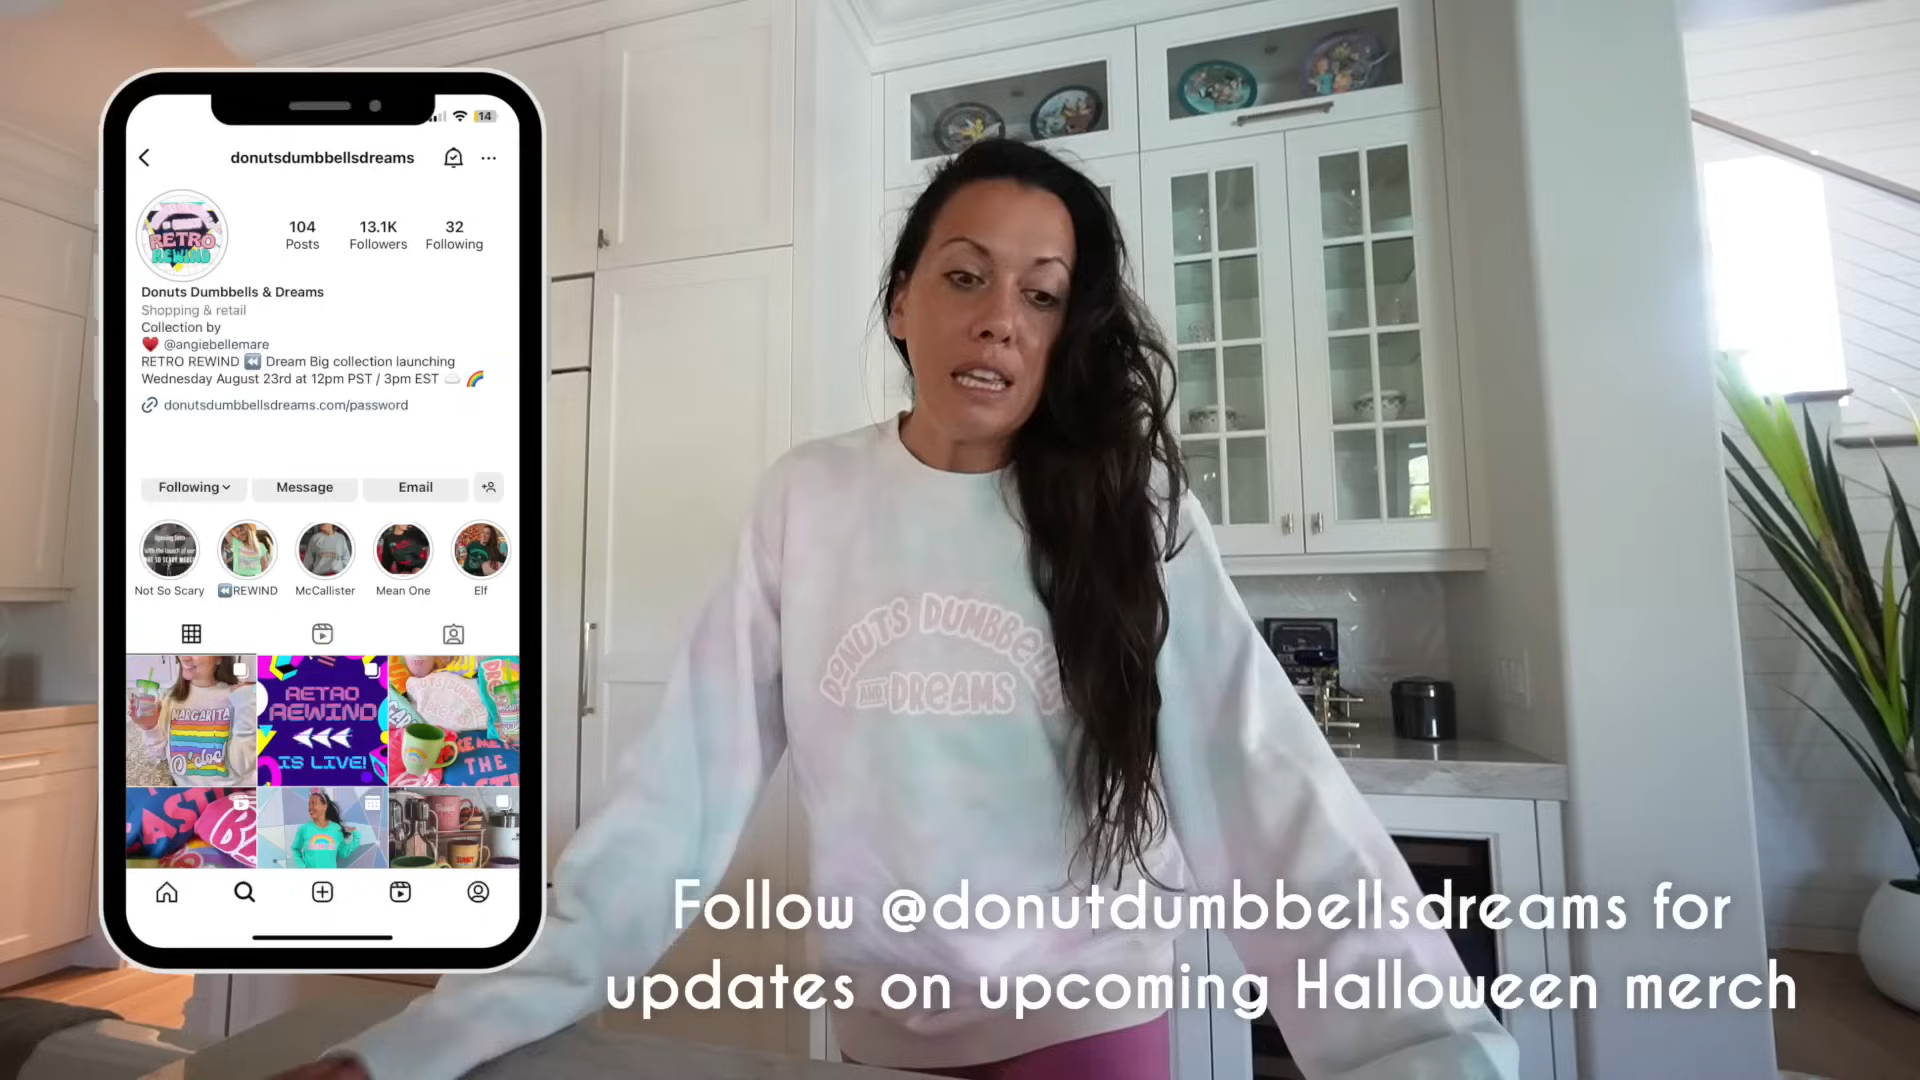 14
donutsdumbbellsdreams
104
13.1K
32
Posts
Followers
Following
RETRO
REWIND
Donuts Dumbbells & Dreams
Shopping & retail
Collection by
@angiebellemare
RETRO REWIND Dream Big collection launching
Wednesday August 23rd at 12pm PST / 3pm EST
donutsdumbbellsdreams.com/password
Following
Message
Email
Not So Scary
REWIND
McCallister
Mean One
Elf
MARGARITA
O'cloc
RETRO
REWIND
IS LIVE!
THE
DONUTS DUMBBELL
AND DREAMS
Follow @donutdumbbellsdreams for
updates on upcoming Halloween merch